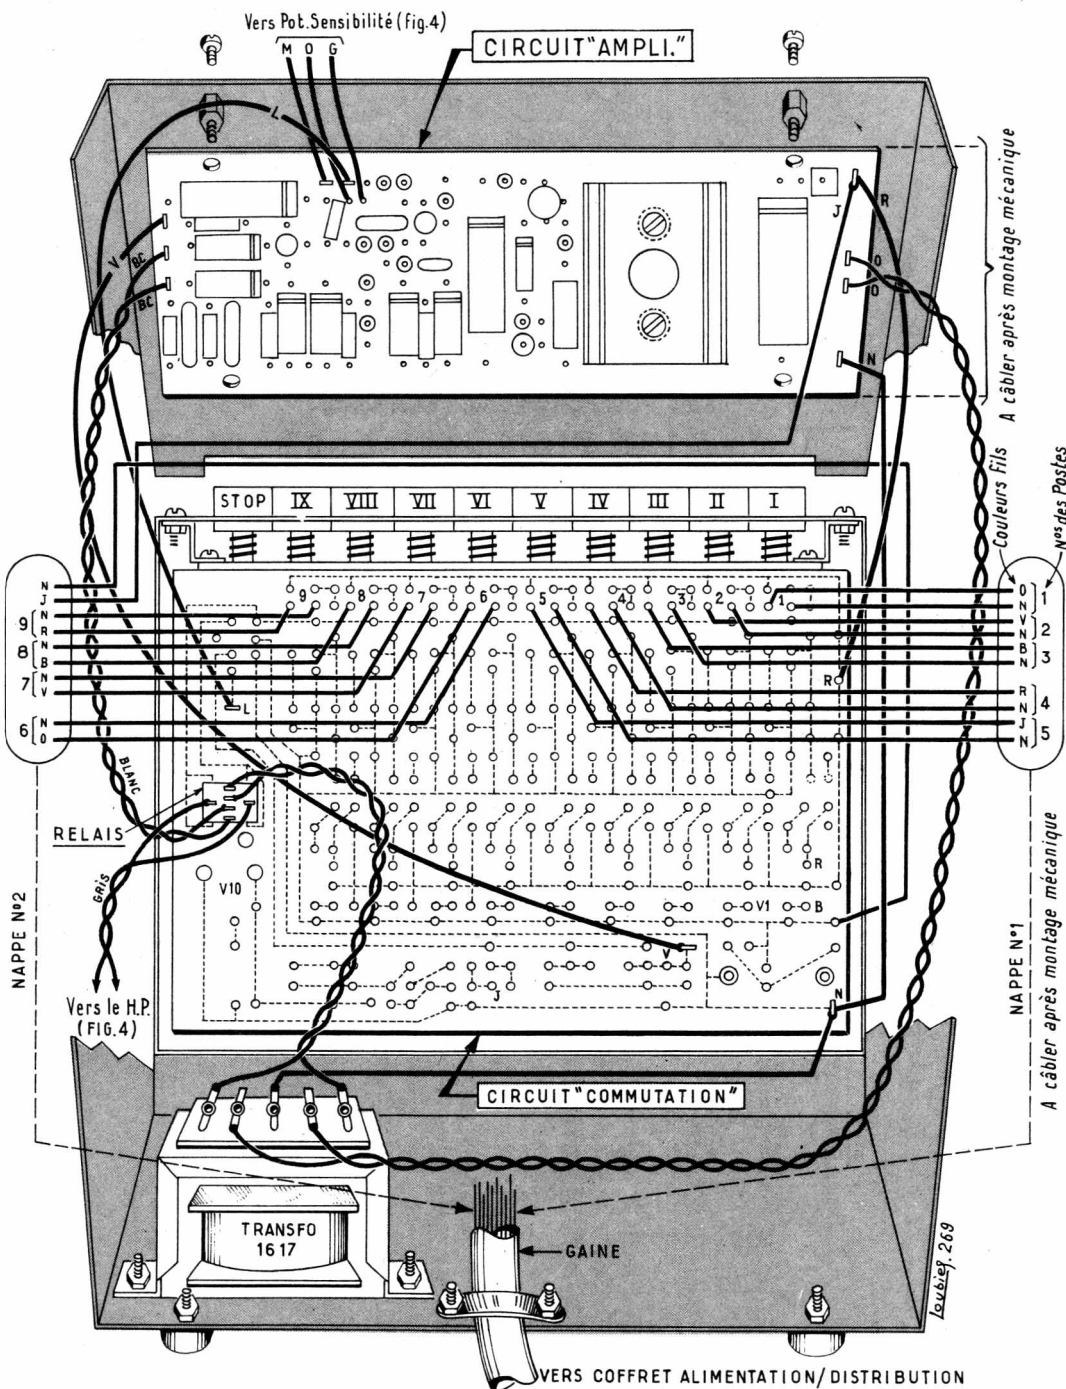 Vers Pot. Sensibilité (Fig.4)
M O G
CIRCUIT "AMPLI."
L
V
BC
BC
J
R
O
O
N
A câbler après montage mécanique
Couleurs Fils
Nos des Postes
STOP IX VIII VII VI V IV III II I
9 8 7 6 5 4 3 2 1
N
J
9 N
R
8 N
B
7 N
V
6 N
O
O 1
N
V 2
N
B 3
N
R 4
N
J 5
N
R
L
BLANC
RELAIS
GRIS
V10
R
V1 B
V
J
N
NAPPE N°2
NAPPE N°1
A câbler après montage mécanique
Vers le H.P.
(FIG.4)
CIRCUIT "COMMUTATION"
TRANSFO
1617
GAINE
Loubieg. 269
VERS COFFRET ALIMENTATION/DISTRIBUTION